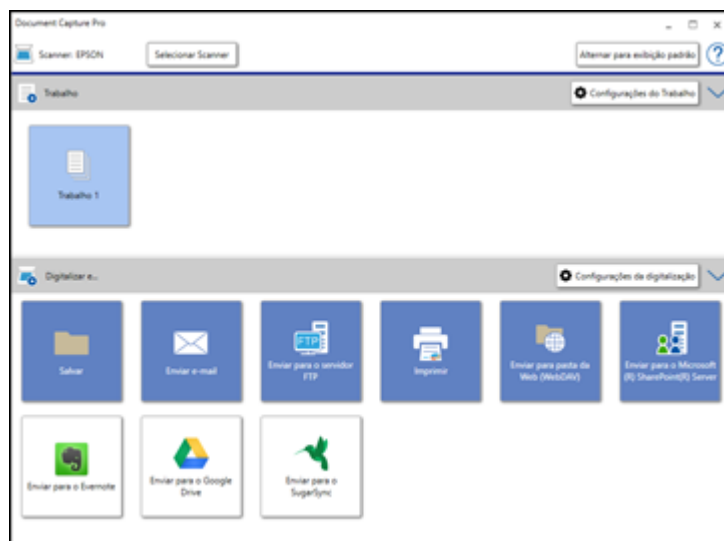 Document Capture Pro
Scanner: EPSON
Selecionar Scanner
Alternar para exibição padrão
?
Trabalho
Configurações do Trabalho
Trabalho 1
Digitalizar e...
Configurações de digitalização
Salvar
Enviar e-mail
FTP
Enviar para o servidor
FTP
Imprimir
Enviar para pasta da
Web (WebDAV)
Enviar para o Microsoft
(R) SharePoint(R) Server
Enviar para o Evernote
Enviar para o Google
Drive
Enviar para o
SugarSync